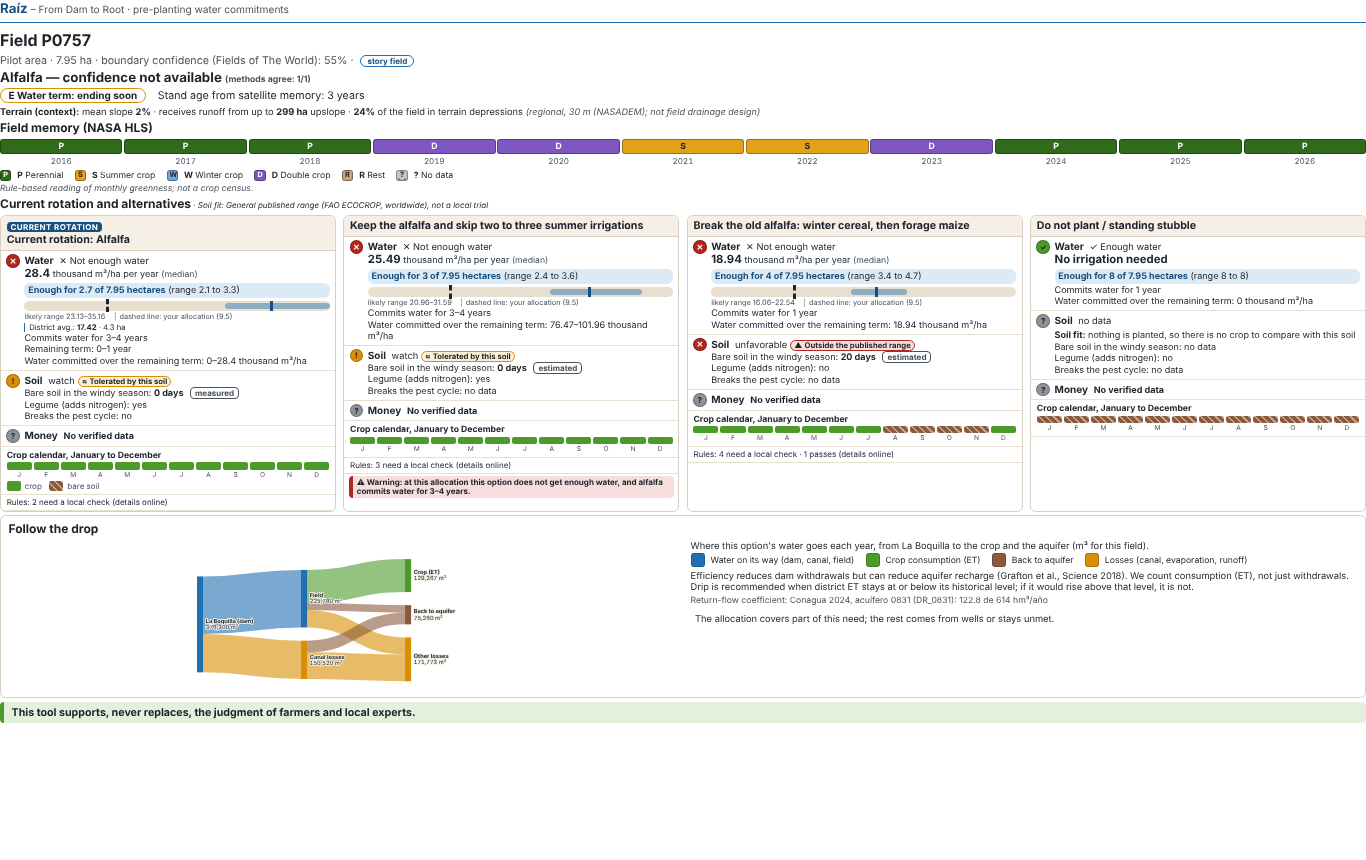 Raíz – From Dam to Root · pre-planting water commitments
Field P0757
Pilot area · 7.95 ha · boundary confidence (Fields of The World): 55% · story field
Alfalfa — confidence not available (methods agree: 1/1)
E Water term: ending soon Stand age from satellite memory: 3 years
Terrain (context): mean slope 2% · receives runoff from up to 299 ha upslope · 24% of the field in terrain depressions (regional, 30 m (NASADEM); not field drainage design)
Field memory (NASA HLS)
P P P D D S S D P P P
2016 2017 2018 2019 2020 2021 2022 2023 2024 2025 2026
P P Perennial S S Summer crop W W Winter crop D D Double crop R R Rest ? ? No data
Rule-based reading of monthly greenness; not a crop census.
Current rotation and alternatives · Soil fit: General published range (FAO ECOCROP, worldwide), not a local trial
CURRENT ROTATION
Current rotation: Alfalfa
✕ Water ✕ Not enough water
28.4 thousand m³/ha per year (median)
Enough for 2.7 of 7.95 hectares (range 2.1 to 3.3)
likely range 23.13–35.16 | dashed line: your allocation (9.5)
District avg.: 17.42 · 4.3 ha
Commits water for 3–4 years
Remaining term: 0–1 year
Water committed over the remaining term: 0–28.4 thousand m³/ha
! Soil watch ≈ Tolerated by this soil
Bare soil in the windy season: 0 days measured
Legume (adds nitrogen): yes
Breaks the pest cycle: no
? Money No verified data
Crop calendar, January to December
J F M A M J J A S O N D
crop bare soil
Rules: 2 need a local check (details online)
Keep the alfalfa and skip two to three summer irrigations
✕ Water ✕ Not enough water
25.49 thousand m³/ha per year (median)
Enough for 3 of 7.95 hectares (range 2.4 to 3.6)
likely range 20.96–31.59 | dashed line: your allocation (9.5)
Commits water for 3–4 years
Water committed over the remaining term: 76.47–101.96 thousand
m³/ha
! Soil watch ≈ Tolerated by this soil
Bare soil in the windy season: 0 days estimated
Legume (adds nitrogen): yes
Breaks the pest cycle: no data
? Money No verified data
Crop calendar, January to December
J F M A M J J A S O N D
Rules: 3 need a local check (details online)
⚠ Warning: at this allocation this option does not get enough water, and alfalfa
commits water for 3–4 years.
Break the old alfalfa: winter cereal, then forage maize
✕ Water ✕ Not enough water
18.94 thousand m³/ha per year (median)
Enough for 4 of 7.95 hectares (range 3.4 to 4.7)
likely range 16.06–22.54 | dashed line: your allocation (9.5)
Commits water for 1 year
Water committed over the remaining term: 18.94 thousand m³/ha
✕ Soil unfavorable ▲ Outside the published range
Bare soil in the windy season: 20 days estimated
Legume (adds nitrogen): no
Breaks the pest cycle: no data
? Money No verified data
Crop calendar, January to December
J F M A M J J A S O N D
Rules: 4 need a local check · 1 passes (details online)
Do not plant / standing stubble
✓ Water ✓ Enough water
No irrigation needed
Enough for 8 of 7.95 hectares (range 8 to 8)
Commits water for 1 year
Water committed over the remaining term: 0 thousand m³/ha
? Soil no data
Soil fit: nothing is planted, so there is no crop to compare with this soil
Bare soil in the windy season: no data
Legume (adds nitrogen): no
Breaks the pest cycle: no data
? Money No verified data
Crop calendar, January to December
J F M A M J J A S O N D
Follow the drop
La Boquilla (dam)
Field
225,780 m³
Canal losses
150,520 m³
Crop (ET)
129,267 m³
Back to aquifer
75,260 m³
Other losses
171,773 m³
Where this option's water goes each year, from La Boquilla to the crop and the aquifer (m³ for this field).
Water on its way (dam, canal, field) Crop consumption (ET) Back to aquifer Losses (canal, evaporation, runoff)
Efficiency reduces dam withdrawals but can reduce aquifer recharge (Grafton et al., Science 2018). We count consumption (ET), not just withdrawals.
Drip is recommended when district ET stays at or below its historical level; if it would rise above that level, it is not.
Return-flow coefficient: Conagua 2024, acuífero 0831 (DR_0831): 122.8 de 614 hm³/año
The allocation covers part of this need; the rest comes from wells or stays unmet.
This tool supports, never replaces, the judgment of farmers and local experts.